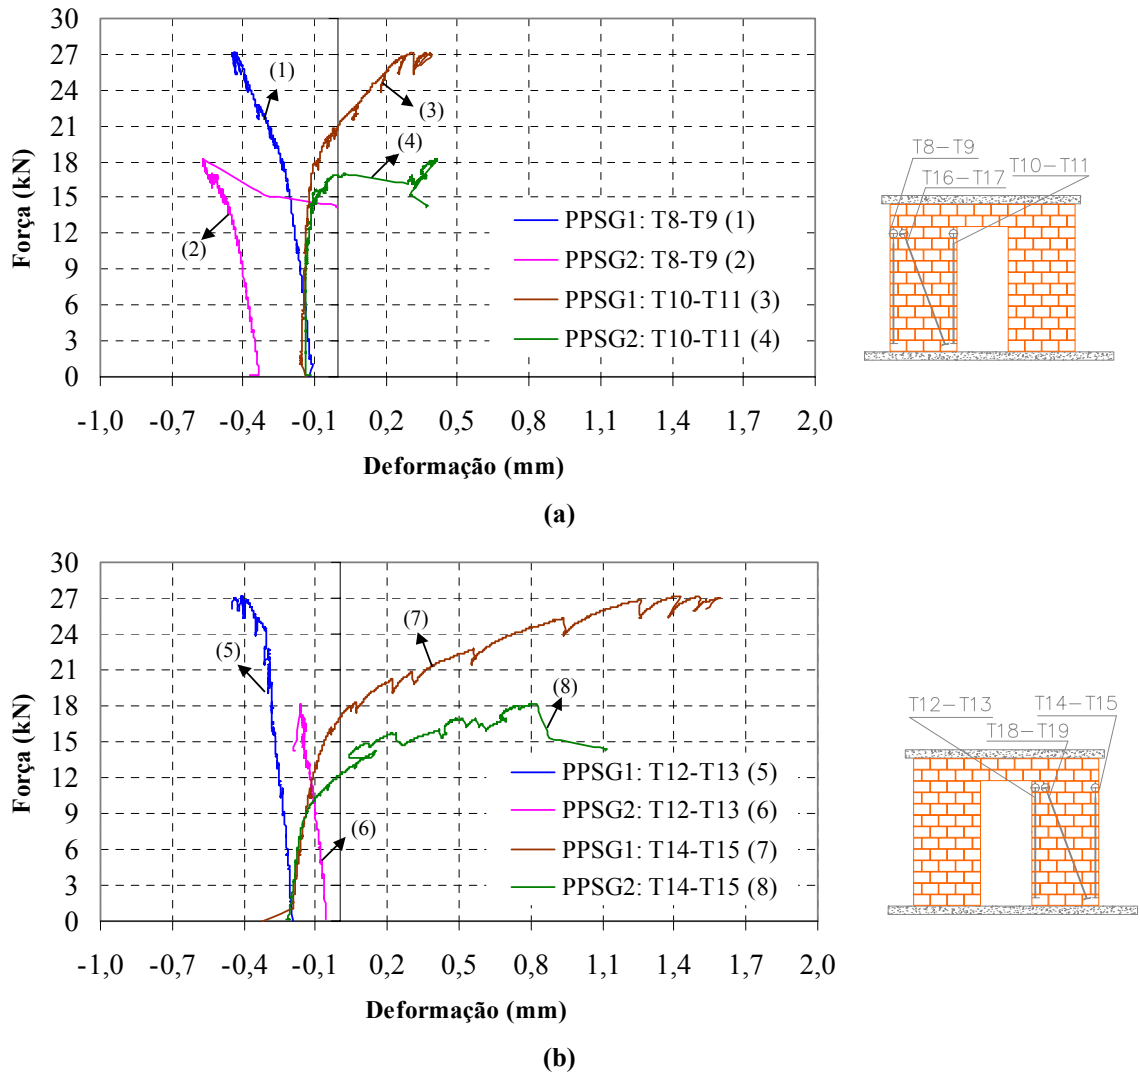 30
27
24
21
18
15
12
9
6
3
0
Força (kN)
(1)
(3)
(4)
(2)
PPSG1: T8-T9 (1)
PPSG2: T8-T9 (2)
PPSG1: T10-T11 (3)
PPSG2: T10-T11 (4)
-1,0 -0,7 -0,4 -0,1 0,2 0,5 0,8 1,1 1,4 1,7 2,0
Deformação (mm)
T8-T9
T16-T17
T10-T11
(a)
30
27
24
21
18
15
12
9
6
3
0
Força (kN)
(7)
(5)
(8)
(6)
PPSG1: T12-T13 (5)
PPSG2: T12-T13 (6)
PPSG1: T14-T15 (7)
PPSG2: T14-T15 (8)
-1,0 -0,7 -0,4 -0,1 0,2 0,5 0,8 1,1 1,4 1,7 2,0
Deformação (mm)
T12-T13
T14-T15
T18-T19
(b)